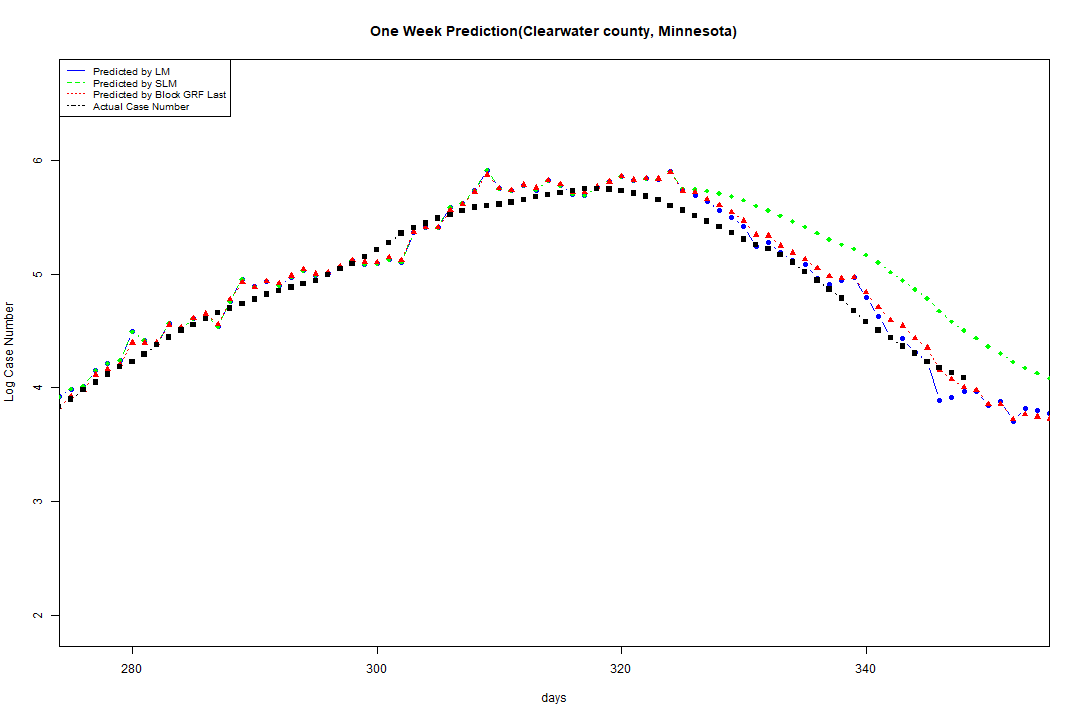 One Week Prediction(Clearwater county, Minnesota)
Predicted by LM
Predicted by SLM
Predicted by Block GRF Last
Actual Case Number
6
5
4
3
2
Log Case Number
280 300 320 340
days